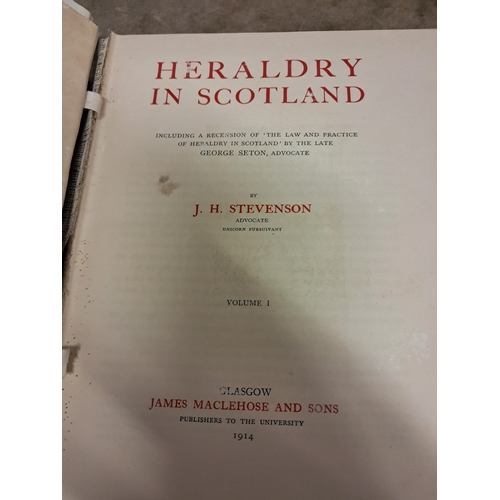 HERALDRY
IN SCOTLAND
INCLUDING A RECENSION OF 'THE LAW AND PRACTICE
OF HERALDRY IN SCOTLAND' BY THE LATE
GEORGE SETON, ADVOCATE
BY
J. H. STEVENSON
ADVOCATE
UNICORN PURSUIVANT
VOLUME I
GLASGOW
JAMES MACLEHOSE AND SONS
PUBLISHERS TO THE UNIVERSITY
1914